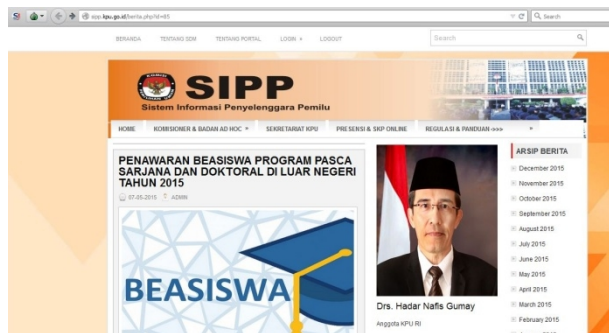 spp.kpu.go.id/berita.php?id=65
Search
BERANDA TENTANG SDM TENTANG PORTAL LOGIN LOGOUT
Search
SIPP
Sistem Informasi Penyelenggara Pemilu
HOME KOMISIONER & BADAN AD HOC SEKRETARIAT KPU PRESENSI & SKP ONLINE REGULASI & PANDUAN->>> »
PENAWARAN BEASISWA PROGRAM PASCA
SARJANA DAN DOKTORAL DI LUAR NEGERI
TAHUN 2015
07-05-2015 ADMIN
BEASISWA
Drs. Hadar Nafis Gumay
Anggota KPU RI
ARSIP BERITA
December 2015
November 2015
October 2015
September 2015
August 2015
July 2015
June 2015
May 2015
April 2015
March 2015
February 2015